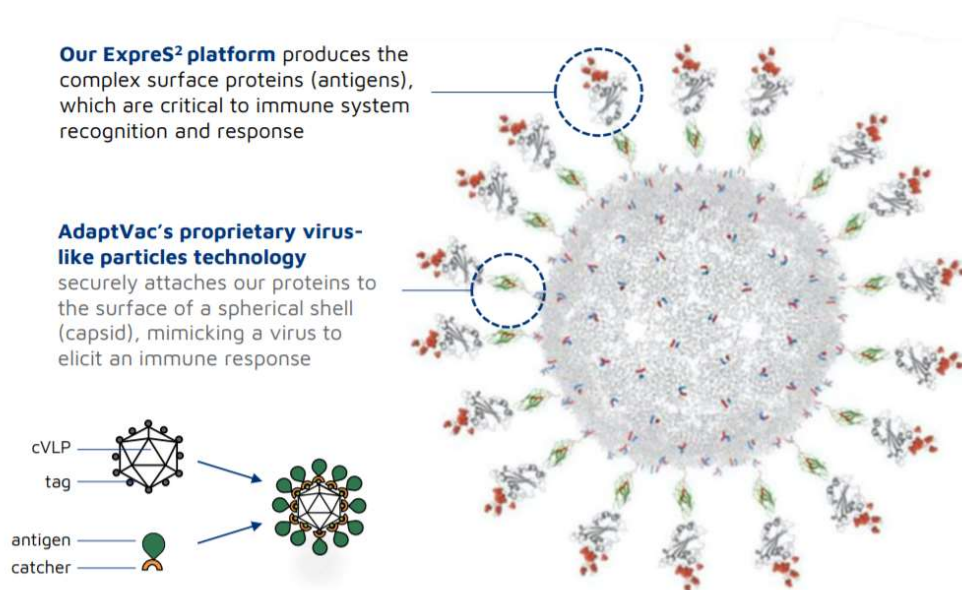 Our ExpreS² platform produces the
complex surface proteins (antigens),
which are critical to immune system
recognition and response
AdaptVac's proprietary virus-
like particles technology
securely attaches our proteins to
the surface of a spherical shell
(capsid), mimicking a virus to
elicit an immune response
cVLP
tag
antigen
catcher